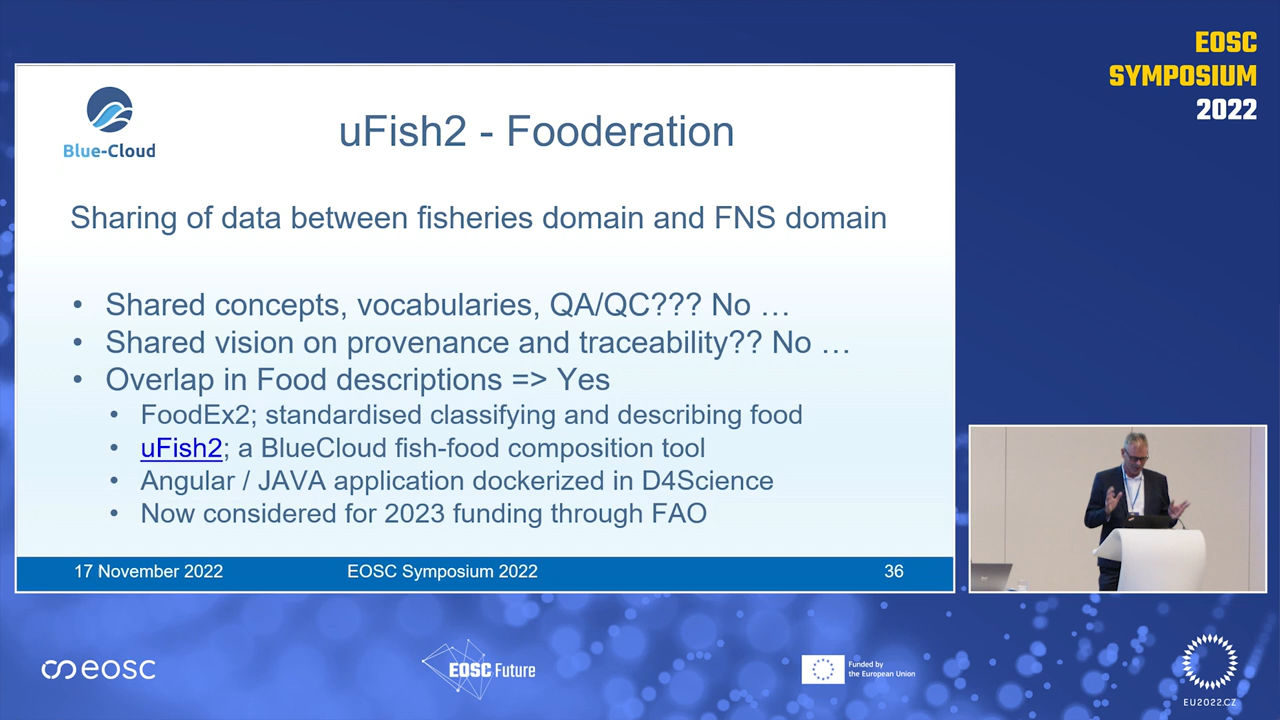 EOSC
SYMPOSIUM
2022
Blue-Cloud
uFish2 - Fooderation
Sharing of data between fisheries domain and FNS domain
• Shared concepts, vocabularies, QA/QC??? No …
• Shared vision on provenance and traceability?? No …
• Overlap in Food descriptions => Yes
• FoodEx2; standardised classifying and describing food
• uFish2; a BlueCloud fish-food composition tool
• Angular / JAVA application dockerized in D4Science
• Now considered for 2023 funding through FAO
17 November 2022 EOSC Symposium 2022 36
eosc
EOSC Future
Funded by
the European Union
EU2022.CZ